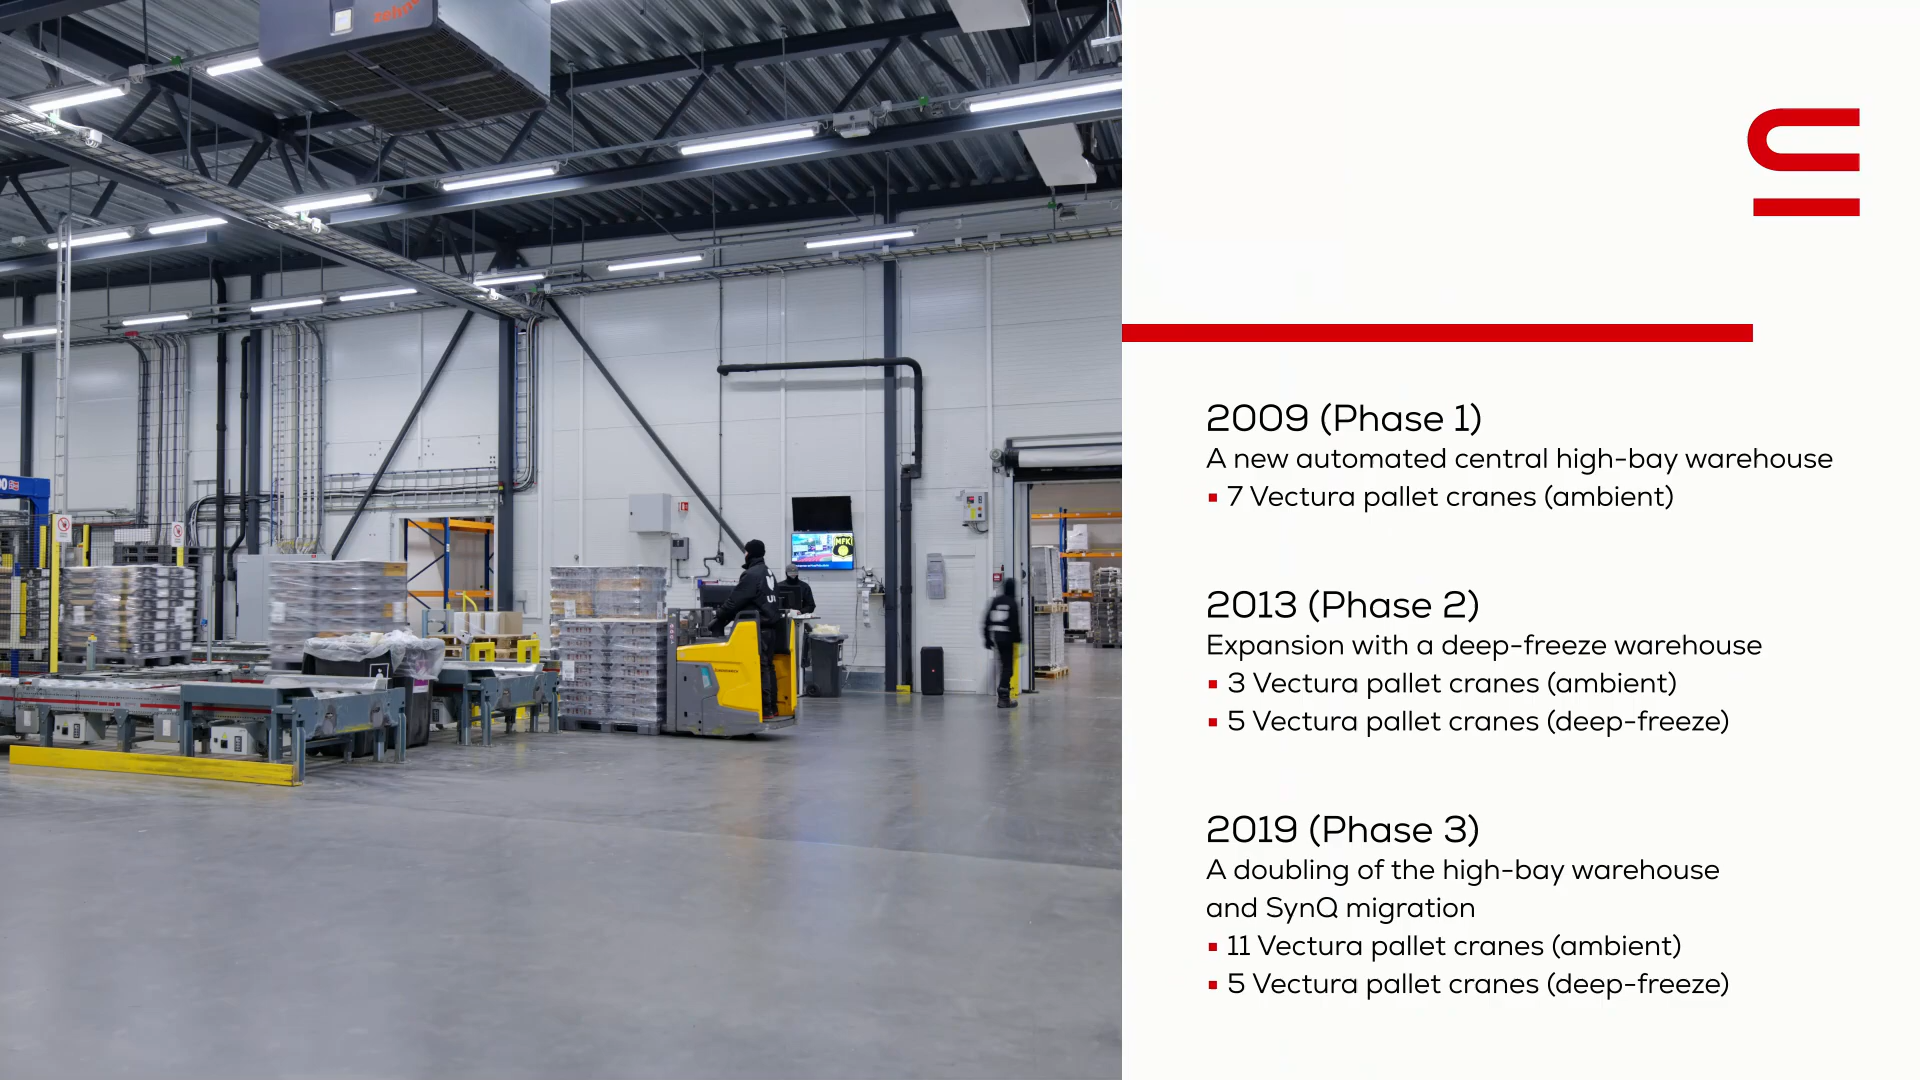 2009 (Phase 1)
A new automated central high-bay warehouse
▪ 7 Vectura pallet cranes (ambient)
2013 (Phase 2)
Expansion with a deep-freeze warehouse
▪ 3 Vectura pallet cranes (ambient)
▪ 5 Vectura pallet cranes (deep-freeze)
2019 (Phase 3)
A doubling of the high-bay warehouse
and SynQ migration
▪ 11 Vectura pallet cranes (ambient)
▪ 5 Vectura pallet cranes (deep-freeze)